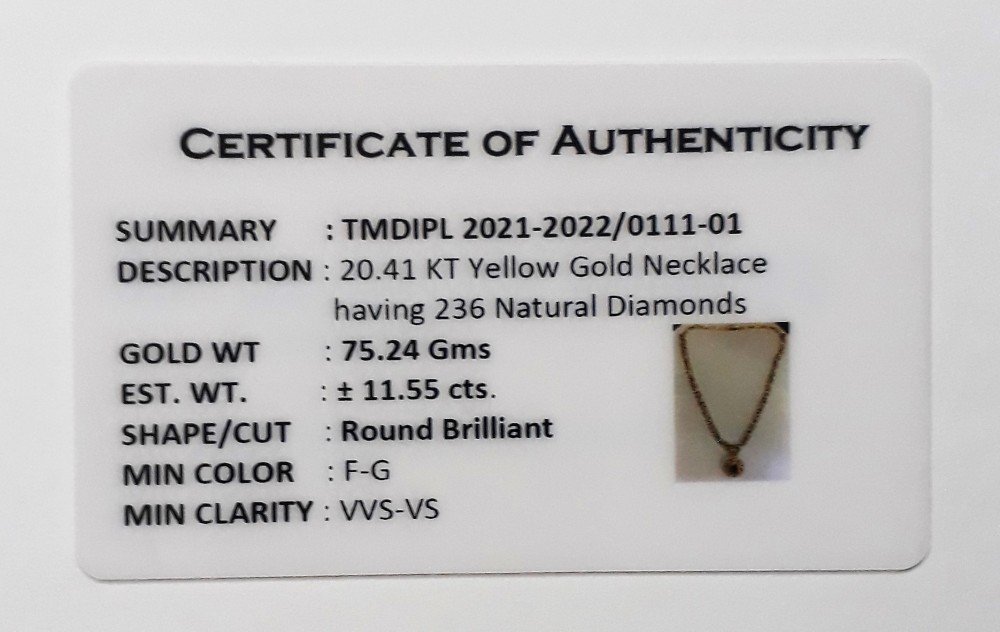 CERTIFICATE OF AUTHENTICITY
SUMMARY : TMDIPL 2021-2022/0111-01
DESCRIPTION : 20.41 KT Yellow Gold Necklace
having 236 Natural Diamonds
GOLD WT : 75.24 Gms
EST. WT. : ± 11.55 cts.
SHAPE/CUT : Round Brilliant
MIN COLOR : F-G
MIN CLARITY : VVS-VS